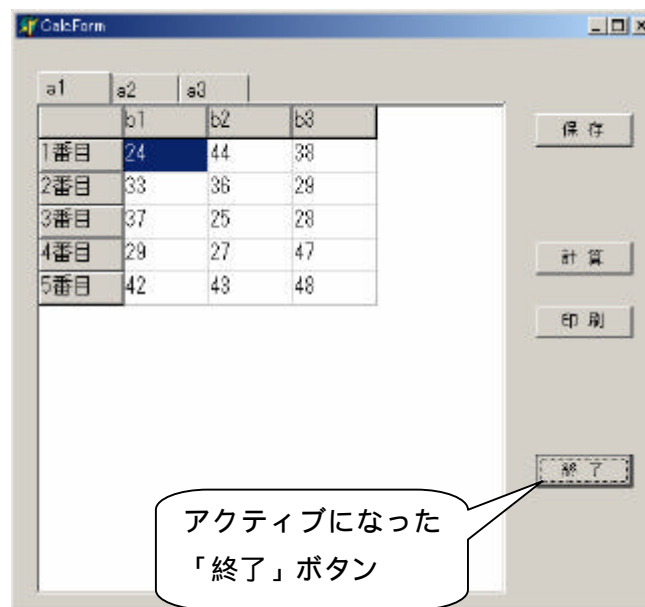 CalcForm
a1 a2 a3
b1 b2 b3
1番目 24 44 38
2番目 33 36 29
3番目 37 25 28
4番目 29 27 47
5番目 42 43 48
保存
計算
印刷
終了
アクティブになった
「終了」ボタン